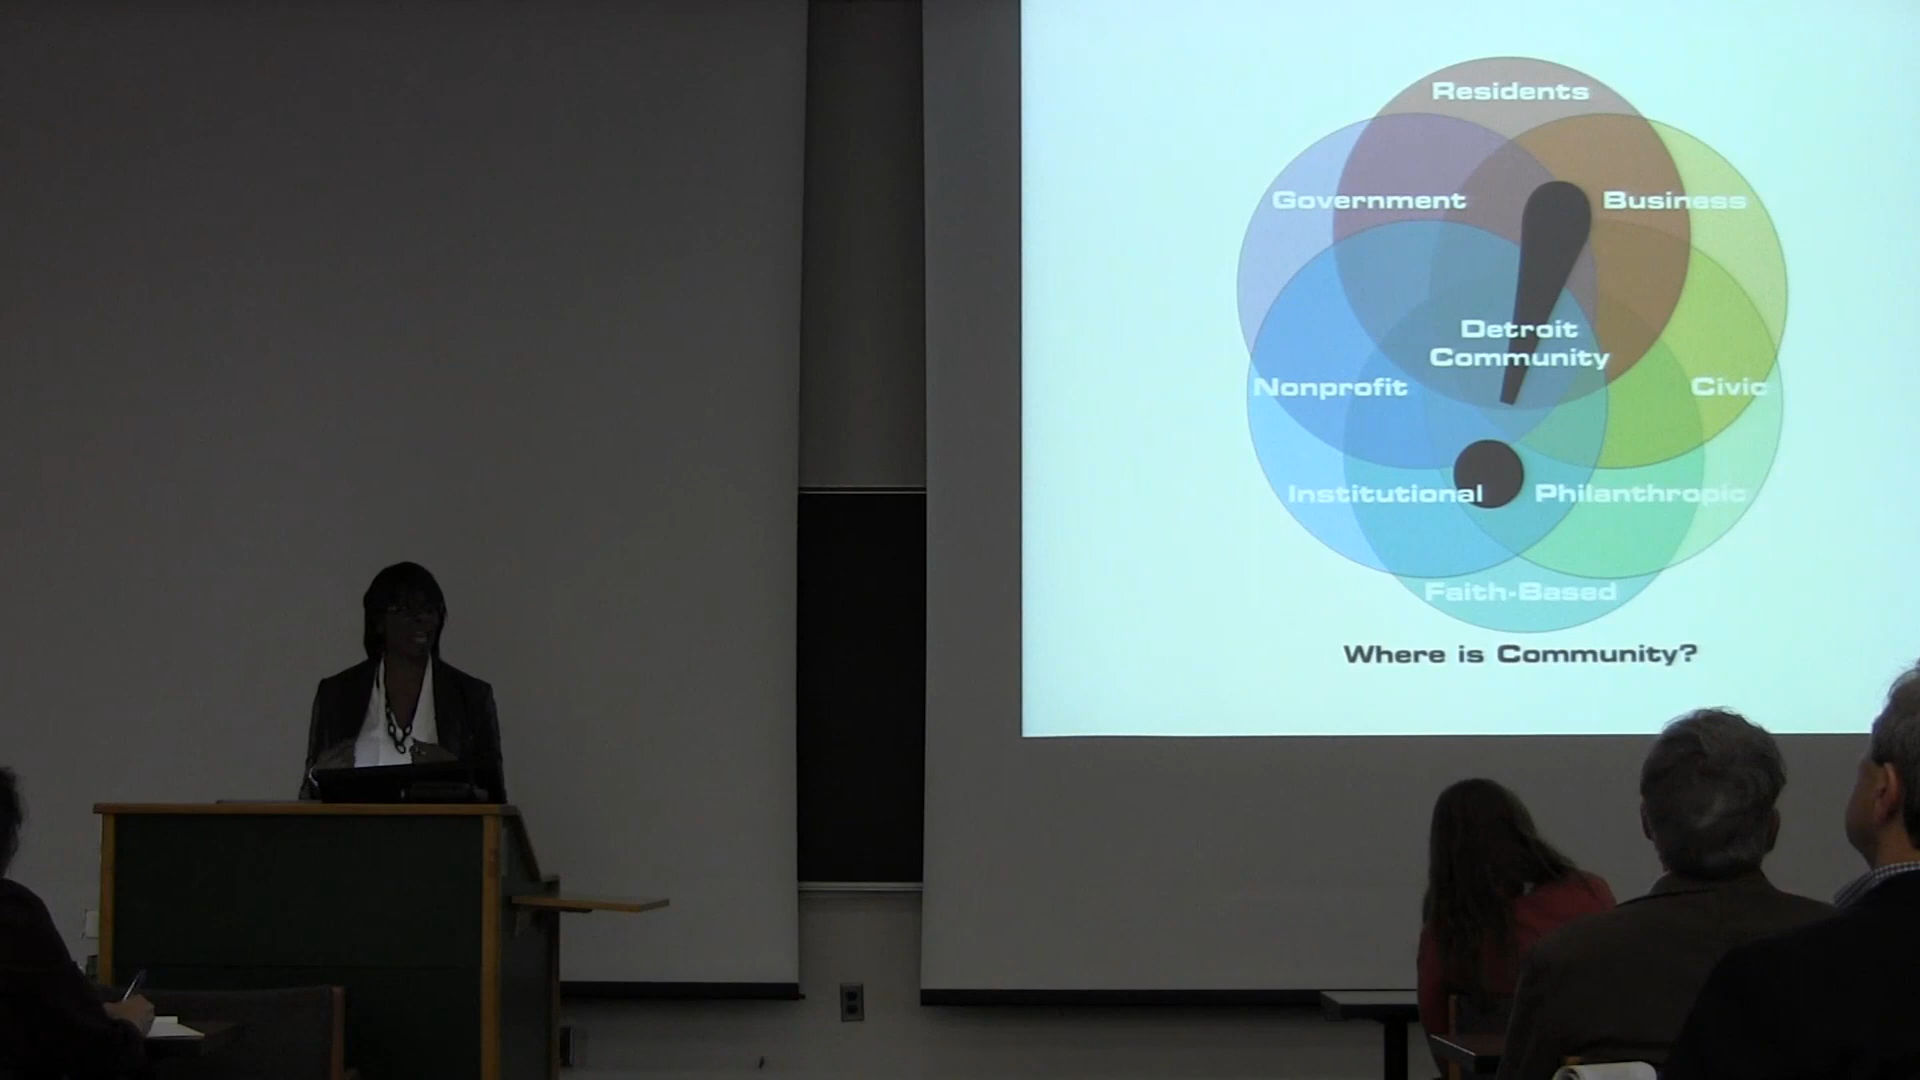 Residents
Government
Business
Detroit
Community
Nonprofit
Civic
Institutional
Philanthropic
Faith-Based
Where is Community?